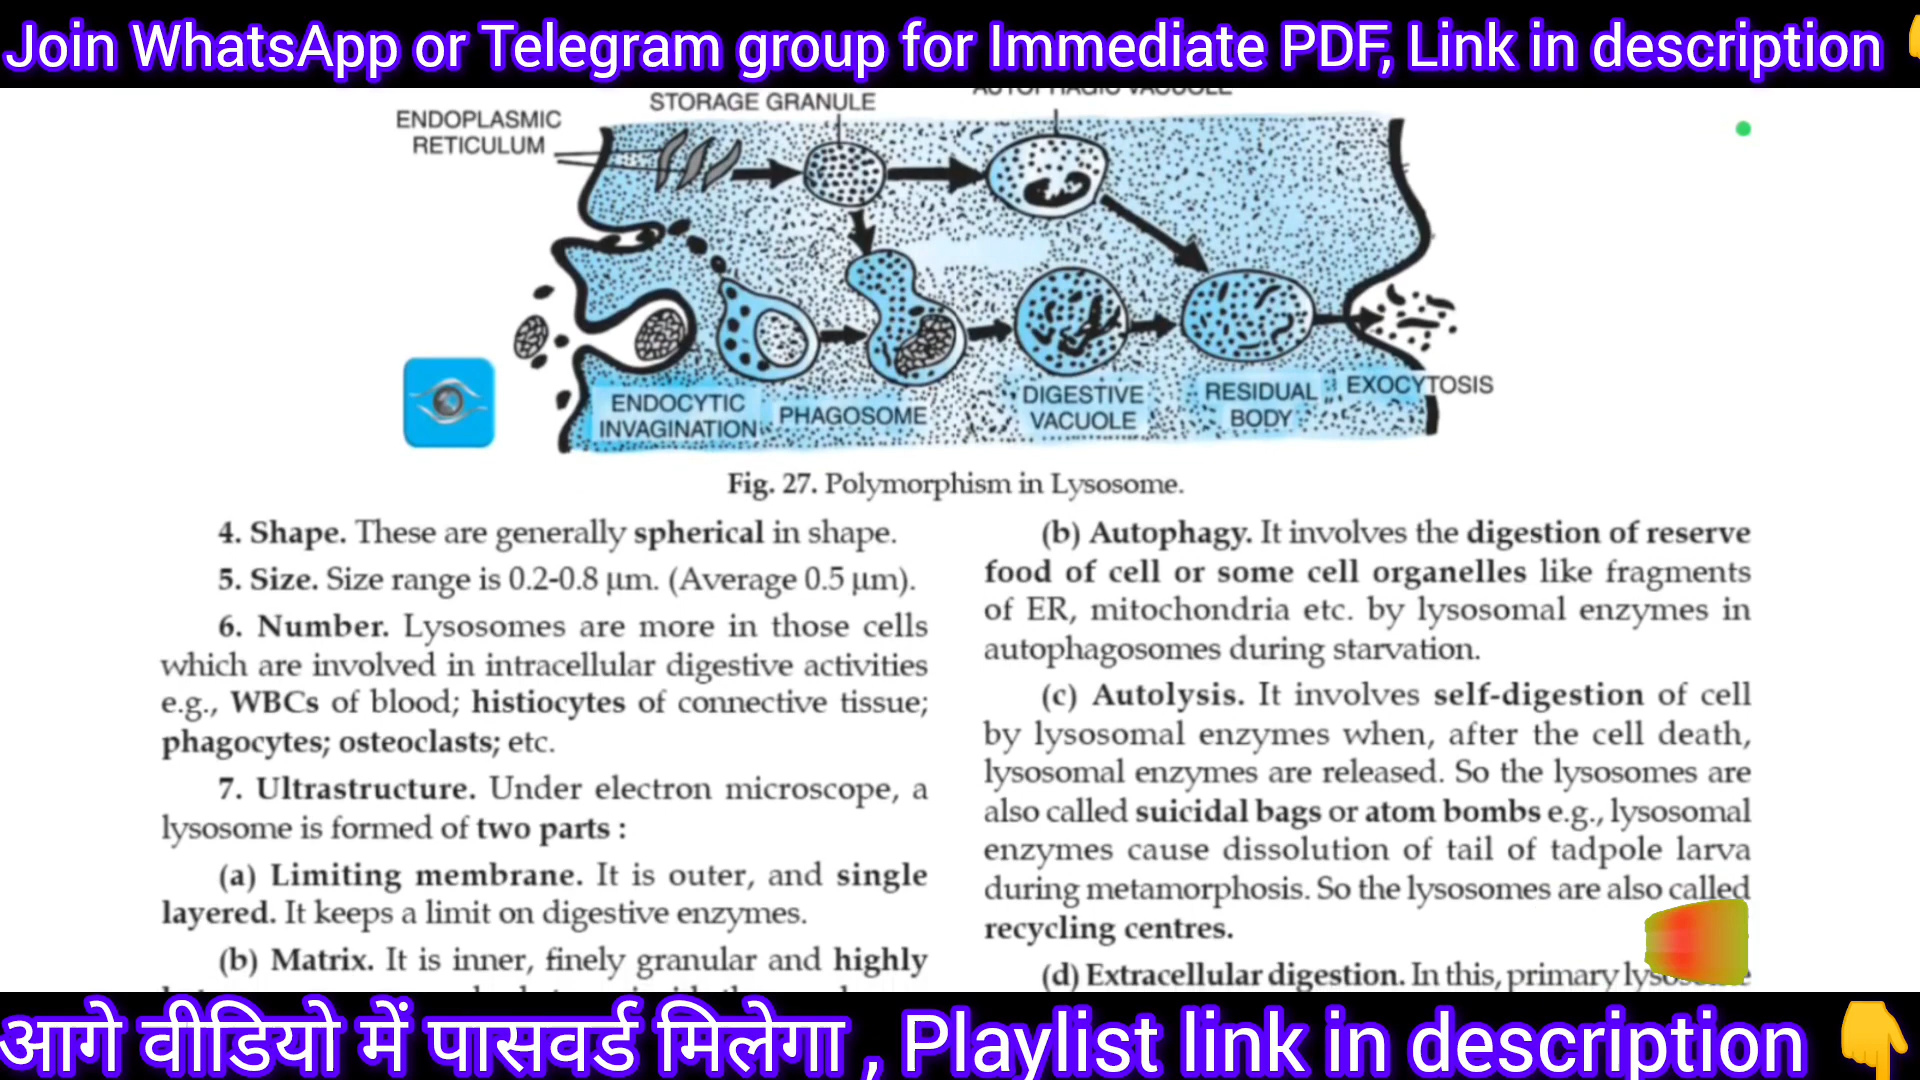 Join WhatsApp or Telegram group for Immediate PDF, Link in description
AUTOPHAGIC VACUOLE
STORAGE GRANULE
ENDOPLASMIC
RETICULUM
ENDOCYTIC
INVAGINATION
PHAGOSOME
DIGESTIVE
VACUOLE
RESIDUAL
BODY
EXOCYTOSIS
Fig. 27. Polymorphism in Lysosome.
4. Shape. These are generally spherical in shape.
5. Size. Size range is 0.2-0.8 μm. (Average 0.5 μm).
6. Number. Lysosomes are more in those cells
which are involved in intracellular digestive activities
e.g., WBCs of blood; histiocytes of connective tissue;
phagocytes; osteoclasts; etc.
7. Ultrastructure. Under electron microscope, a
lysosome is formed of two parts :
(a) Limiting membrane. It is outer, and single
layered. It keeps a limit on digestive enzymes.
(b) Matrix. It is inner, finely granular and highly
(b) Autophagy. It involves the digestion of reserve
food of cell or some cell organelles like fragments
of ER, mitochondria etc. by lysosomal enzymes in
autophagosomes during starvation.
(c) Autolysis. It involves self-digestion of cell
by lysosomal enzymes when, after the cell death,
lysosomal enzymes are released. So the lysosomes are
also called suicidal bags or atom bombs e.g., lysosomal
enzymes cause dissolution of tail of tadpole larva
during metamorphosis. So the lysosomes are also called
recycling centres.
(d) Extracellular digestion. In this, primary
आगे वीडियो में पासवर्ड मिलेगा , Playlist link in description